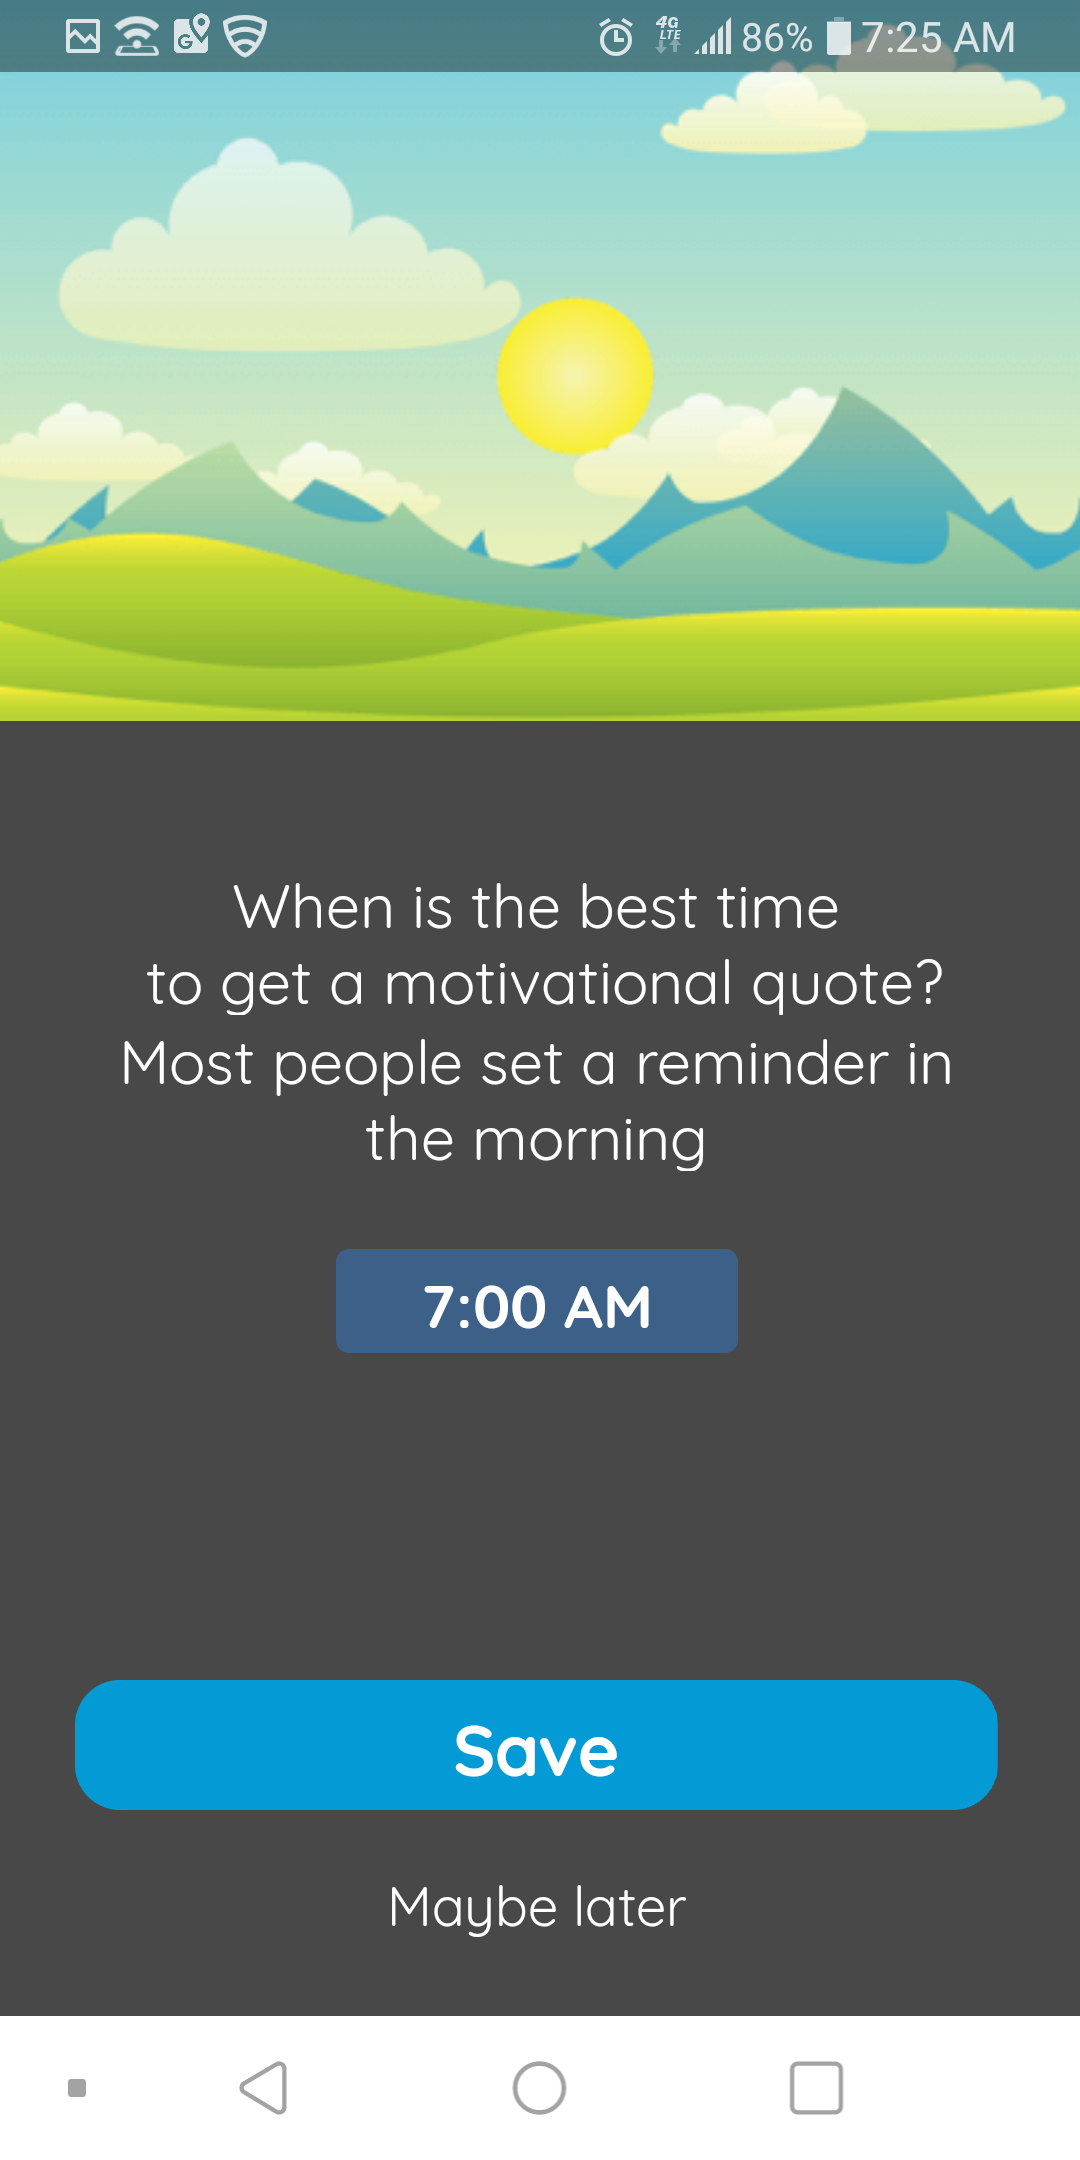 4G LTE 86% 7:25 AM
When is the best time
to get a motivational quote?
Most people set a reminder in
the morning
7:00 AM
Save
Maybe later